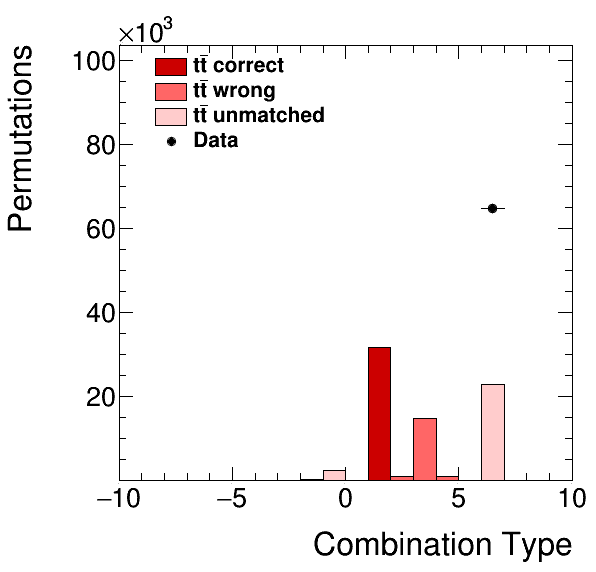 ×10³
Permutations
100
80
60
40
20
tt̄ correct
tt̄ wrong
tt̄ unmatched
Data
−10 −5 0 5 10
Combination Type